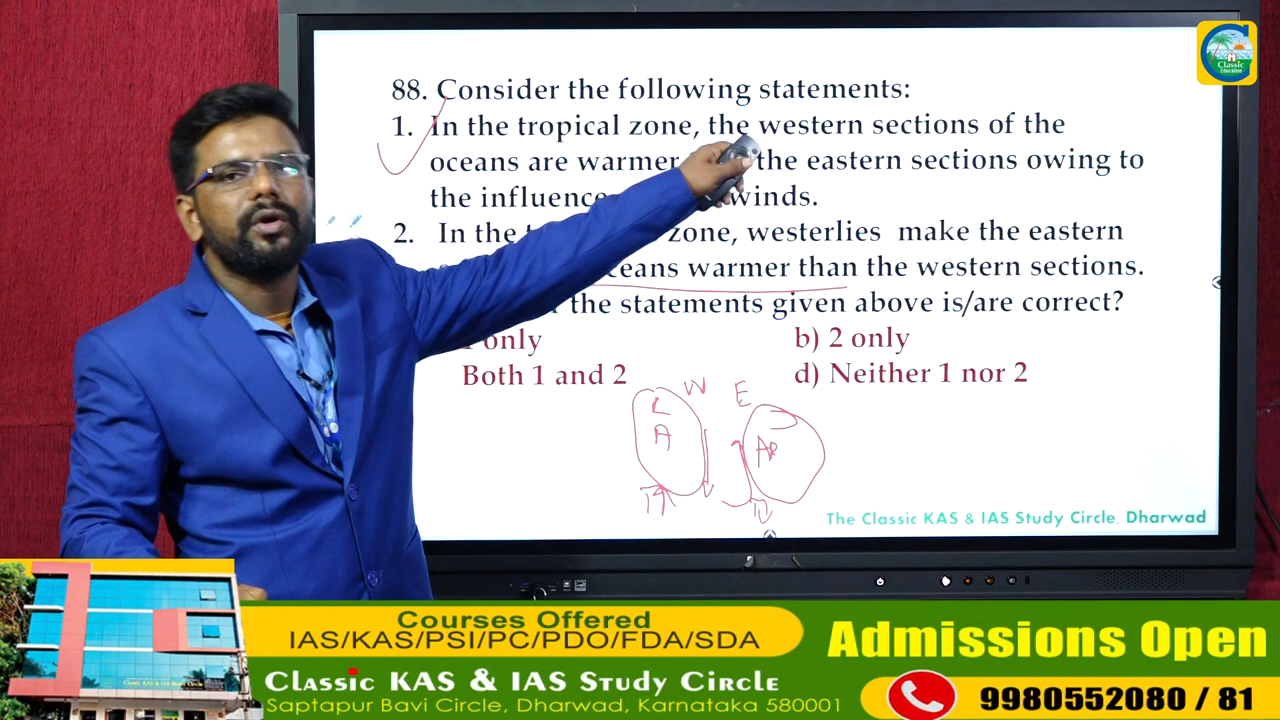 88. Consider the following statements:
1. In the tropical zone, the western sections of the
oceans are warmer the eastern sections owing to
the influence winds.
2. In the zone, westerlies make the eastern
oceans warmer than the western sections.
the statements given above is/are correct?
only
b) 2 only
Both 1 and 2
d) Neither 1 nor 2
W E
A
The Classic KAS & IAS Study Circle, Dharwad
Classic
Education
Courses Offered
IAS/KAS/PSI/PC/PDO/FDA/SDA
Classic KAS & IAS Study Circle
Saptapur Bavi Circle, Dharwad, Karnataka 580001
Admissions Open
9980552080 / 81